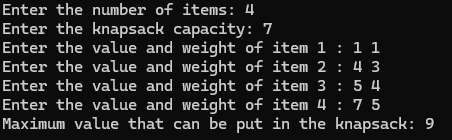 Enter the number of items: 4
Enter the knapsack capacity: 7
Enter the value and weight of item 1 : 1 1
Enter the value and weight of item 2 : 4 3
Enter the value and weight of item 3 : 5 4
Enter the value and weight of item 4 : 7 5
Maximum value that can be put in the knapsack: 9